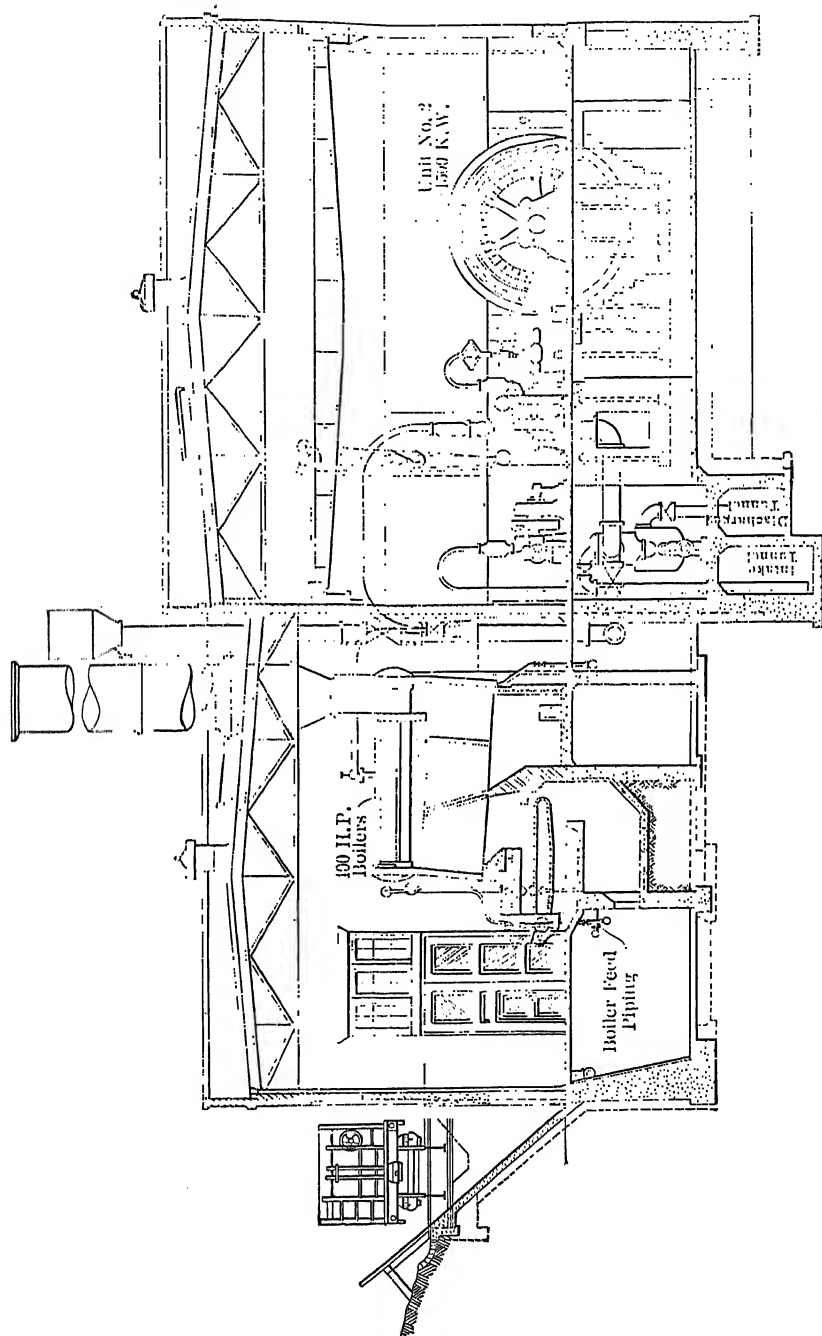 Unit No. 2
1500 K.W.
400 H.P.
Boilers
Boiler Feed
Piping
Discharge
Tunnel
Intake
Tunnel